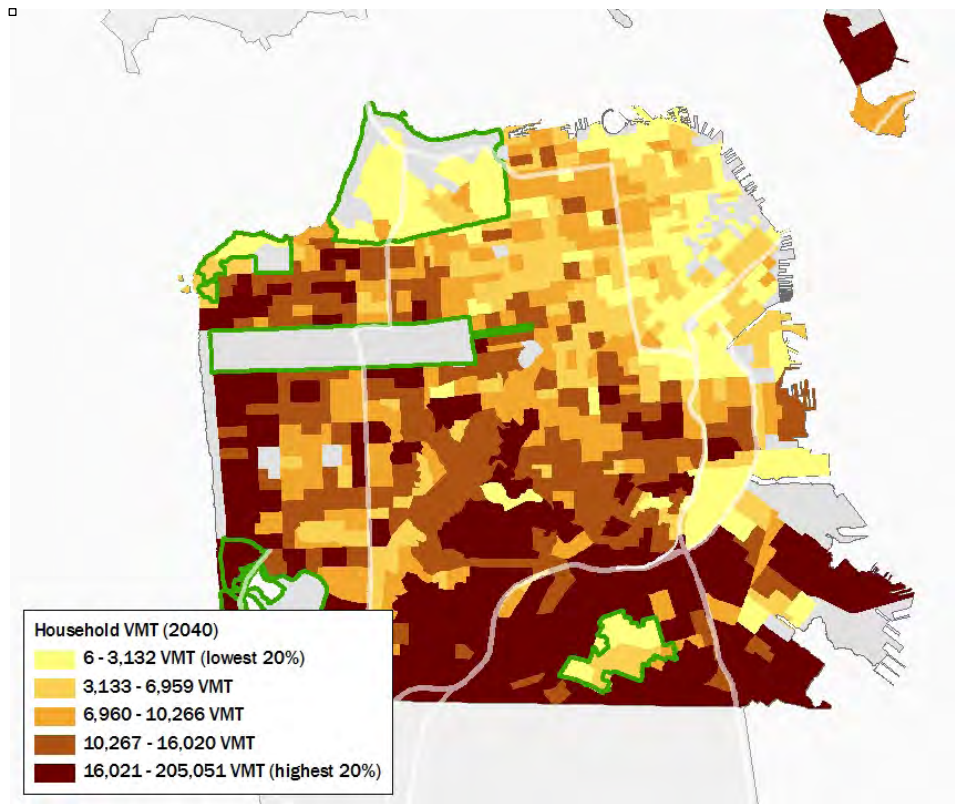 Household VMT (2040)
6 - 3,132 VMT (lowest 20%)
3,133 - 6,959 VMT
6,960 - 10,266 VMT
10,267 - 16,020 VMT
16,021 - 205,051 VMT (highest 20%)